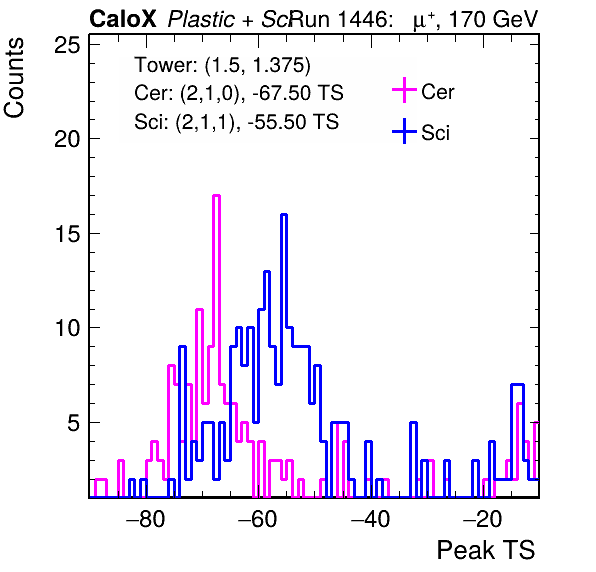 CaloX Plastic + Sci Run 1446: μ⁺, 170 GeV
Counts
25
20
15
10
5
Tower: (1.5, 1.375)
Cer: (2,1,0), -67.50 TS
Sci: (2,1,1), -55.50 TS
Cer
Sci
−80 −60 −40 −20
Peak TS